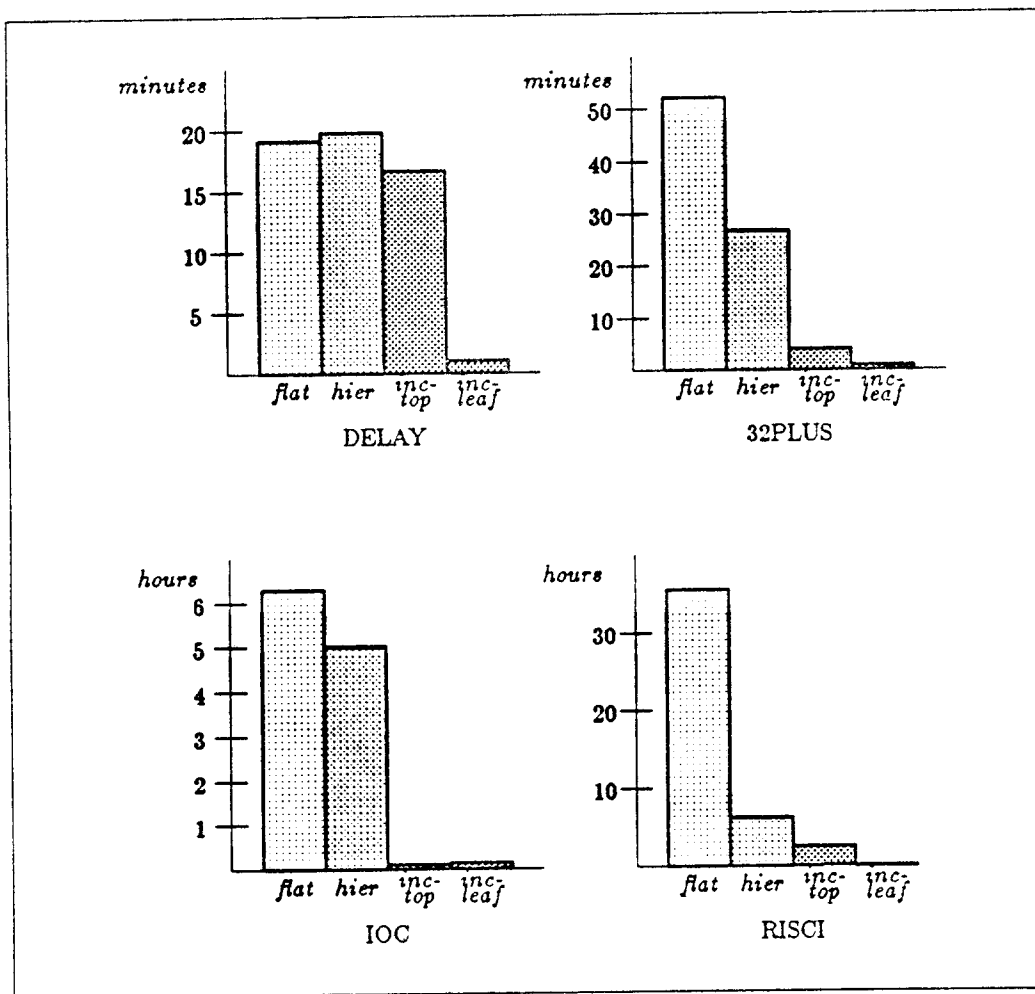 minutes
20
15
10
5
flat hier inc-top inc-leaf
DELAY
minutes
50
40
30
20
10
flat hier inc-top inc-leaf
32PLUS
hours
6
5
4
3
2
1
flat hier inc-top inc-leaf
IOC
hours
30
20
10
flat hier inc-top inc-leaf
RISCI